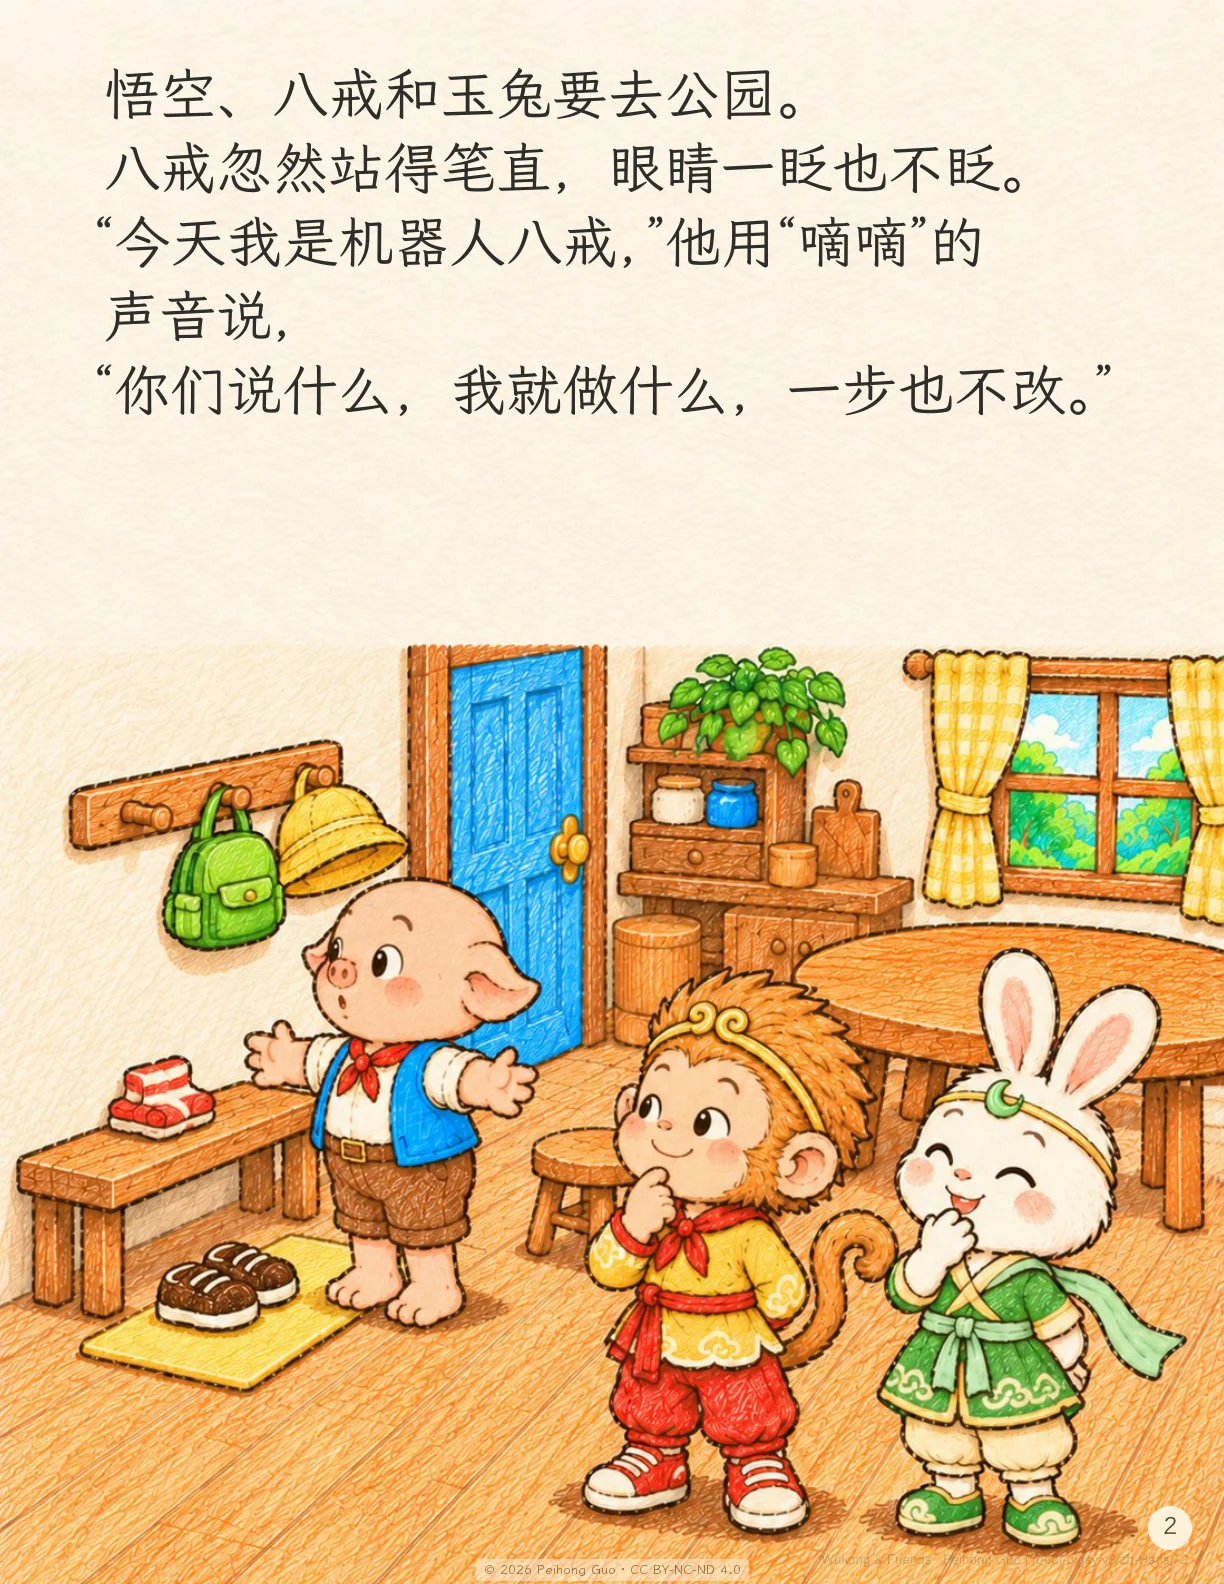 悟空、八戒和玉兔要去公园。
八戒忽然站得笔直，眼睛一眨也不眨。
“今天我是机器人八戒，”他用“嘀嘀”的
声音说，
“你们说什么，我就做什么，一步也不改。”
2
© 2026 Peihong Guo · CC BY-NC-ND 4.0